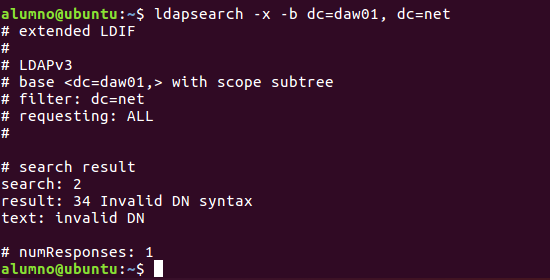 alumno@ubuntu:~$ ldapsearch -x -b dc=daw01, dc=net
# extended LDIF
#
# LDAPv3
# base <dc=daw01,> with scope subtree
# filter: dc=net
# requesting: ALL
#
# search result
search: 2
result: 34 Invalid DN syntax
text: invalid DN
# numResponses: 1
alumno@ubuntu:~$